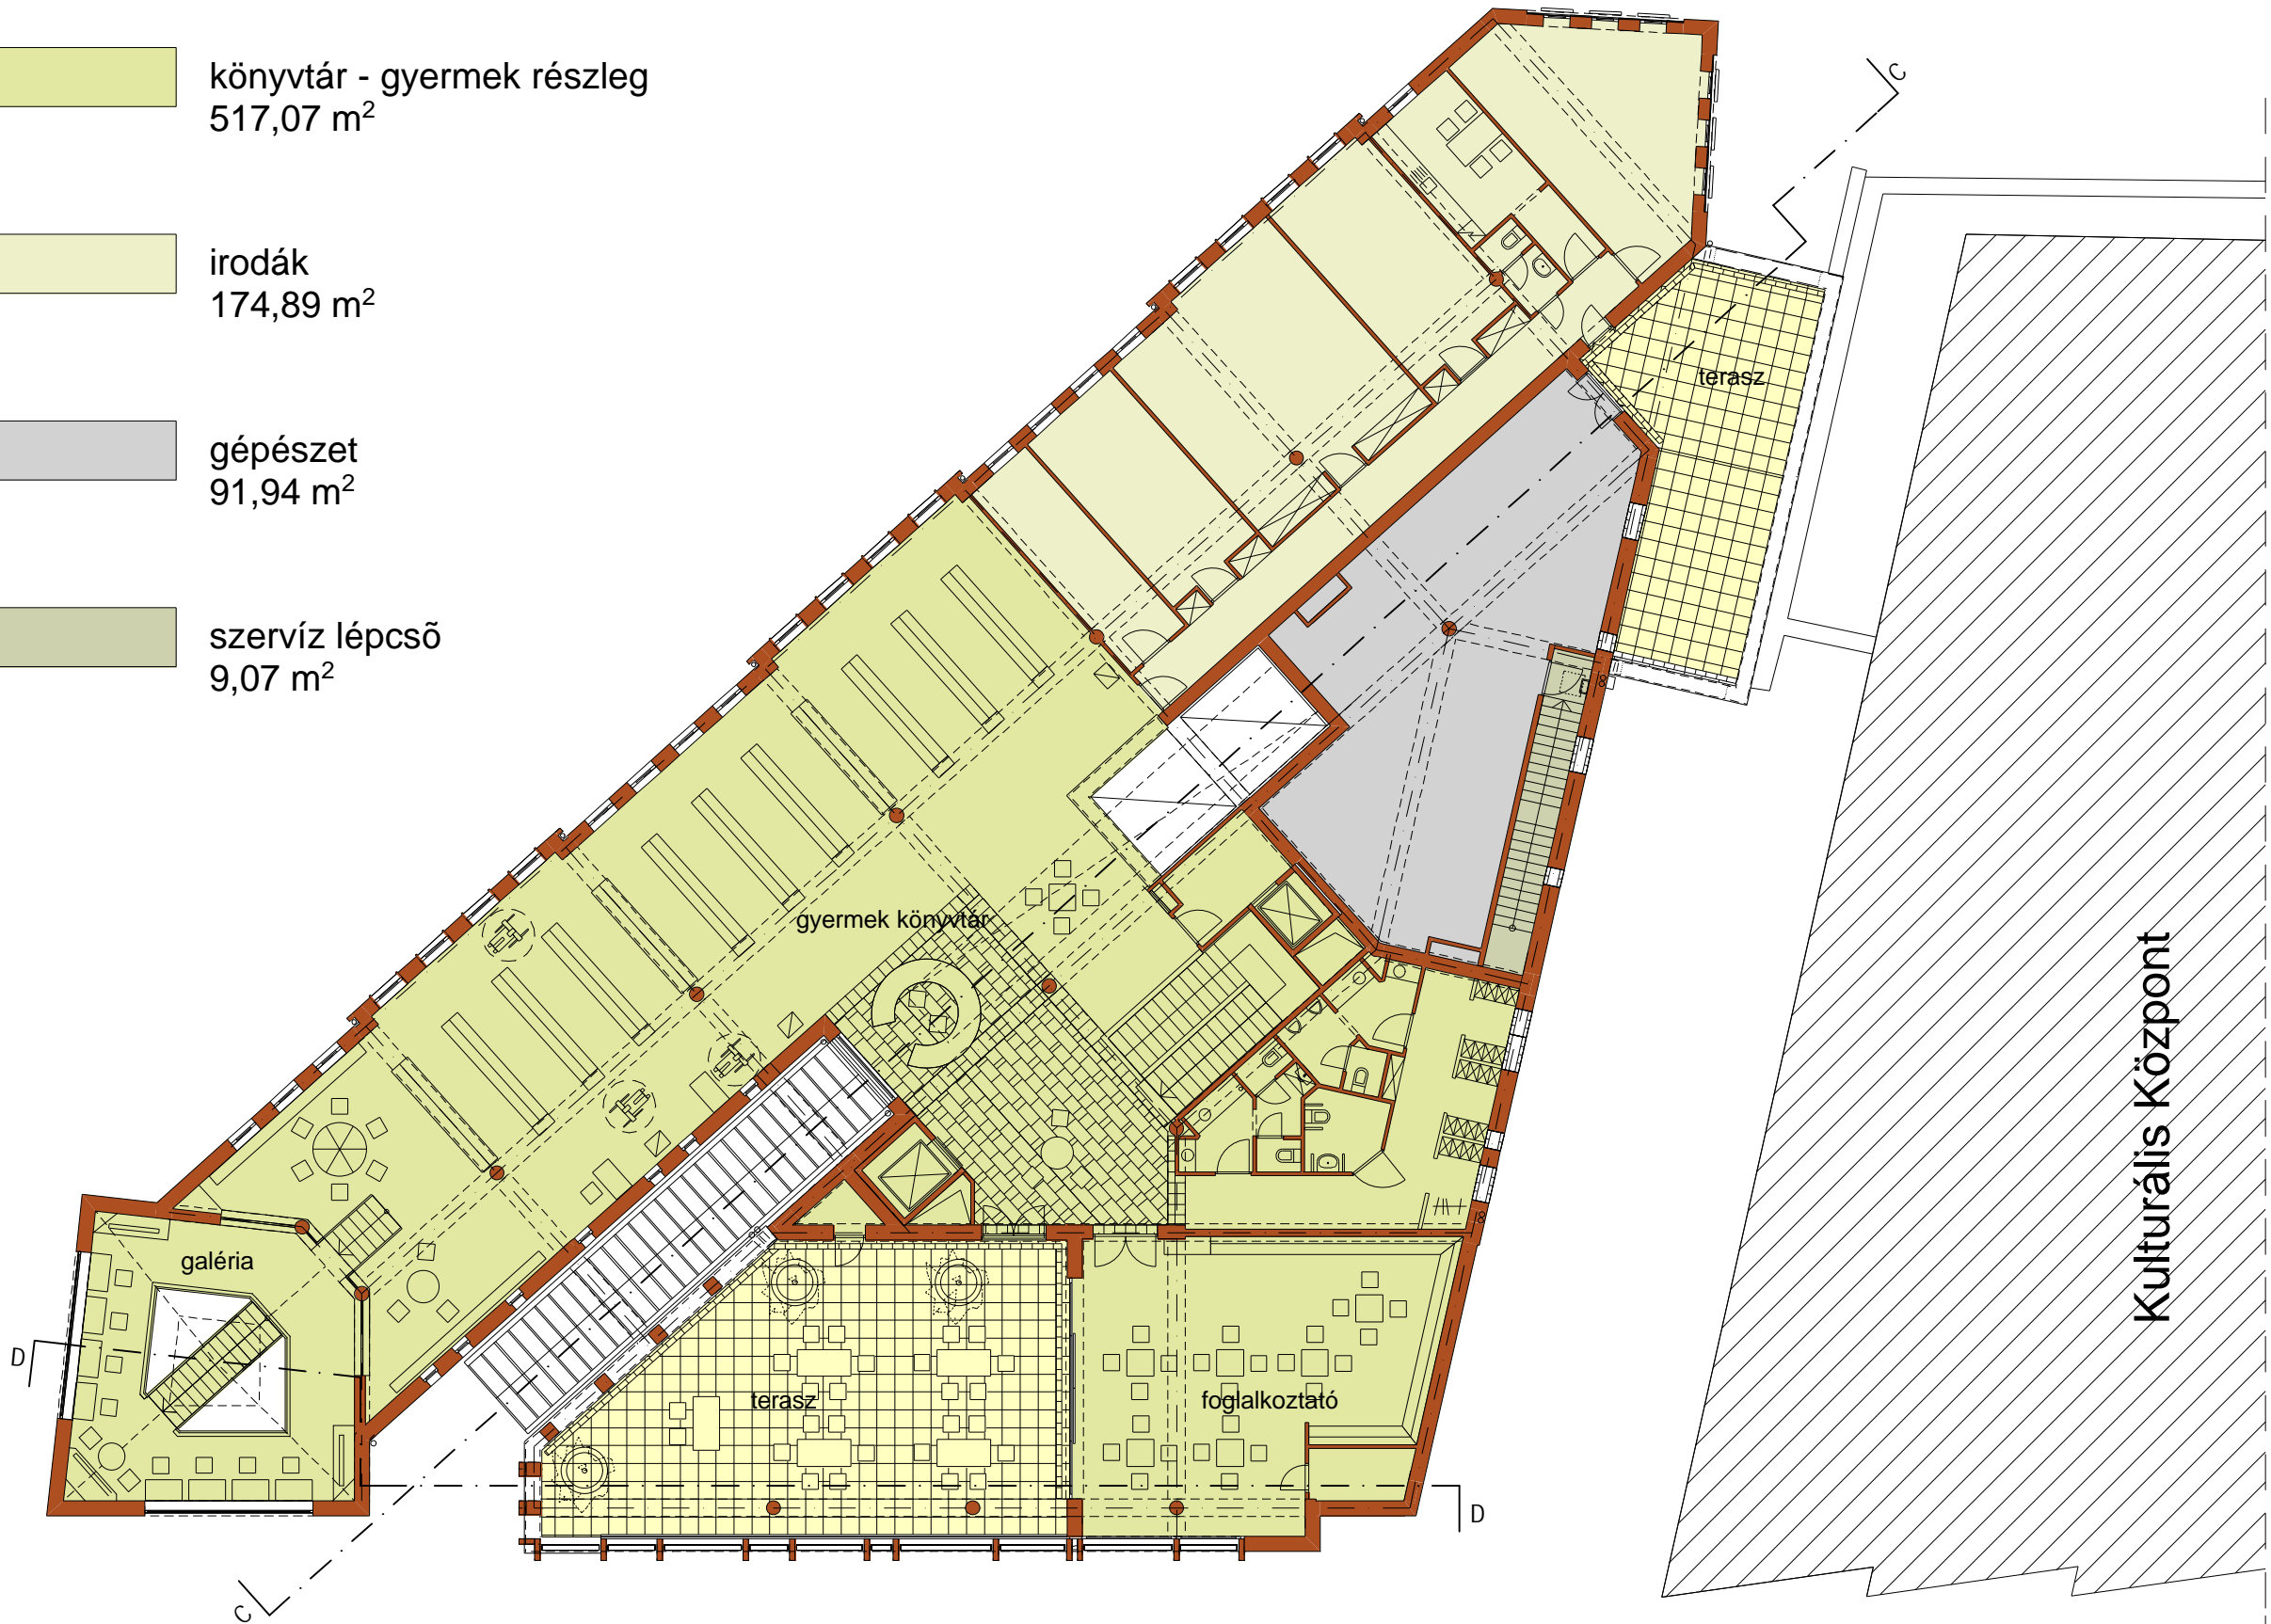 könyvtár - gyermek részleg
517,07 m²
irodák
174,89 m²
gépészet
91,94 m²
szervíz lépcsõ
9,07 m²
C
terasz
gyermek könyvtár
Kulturális Központ
galéria
D
terasz
foglalkoztató
D
C